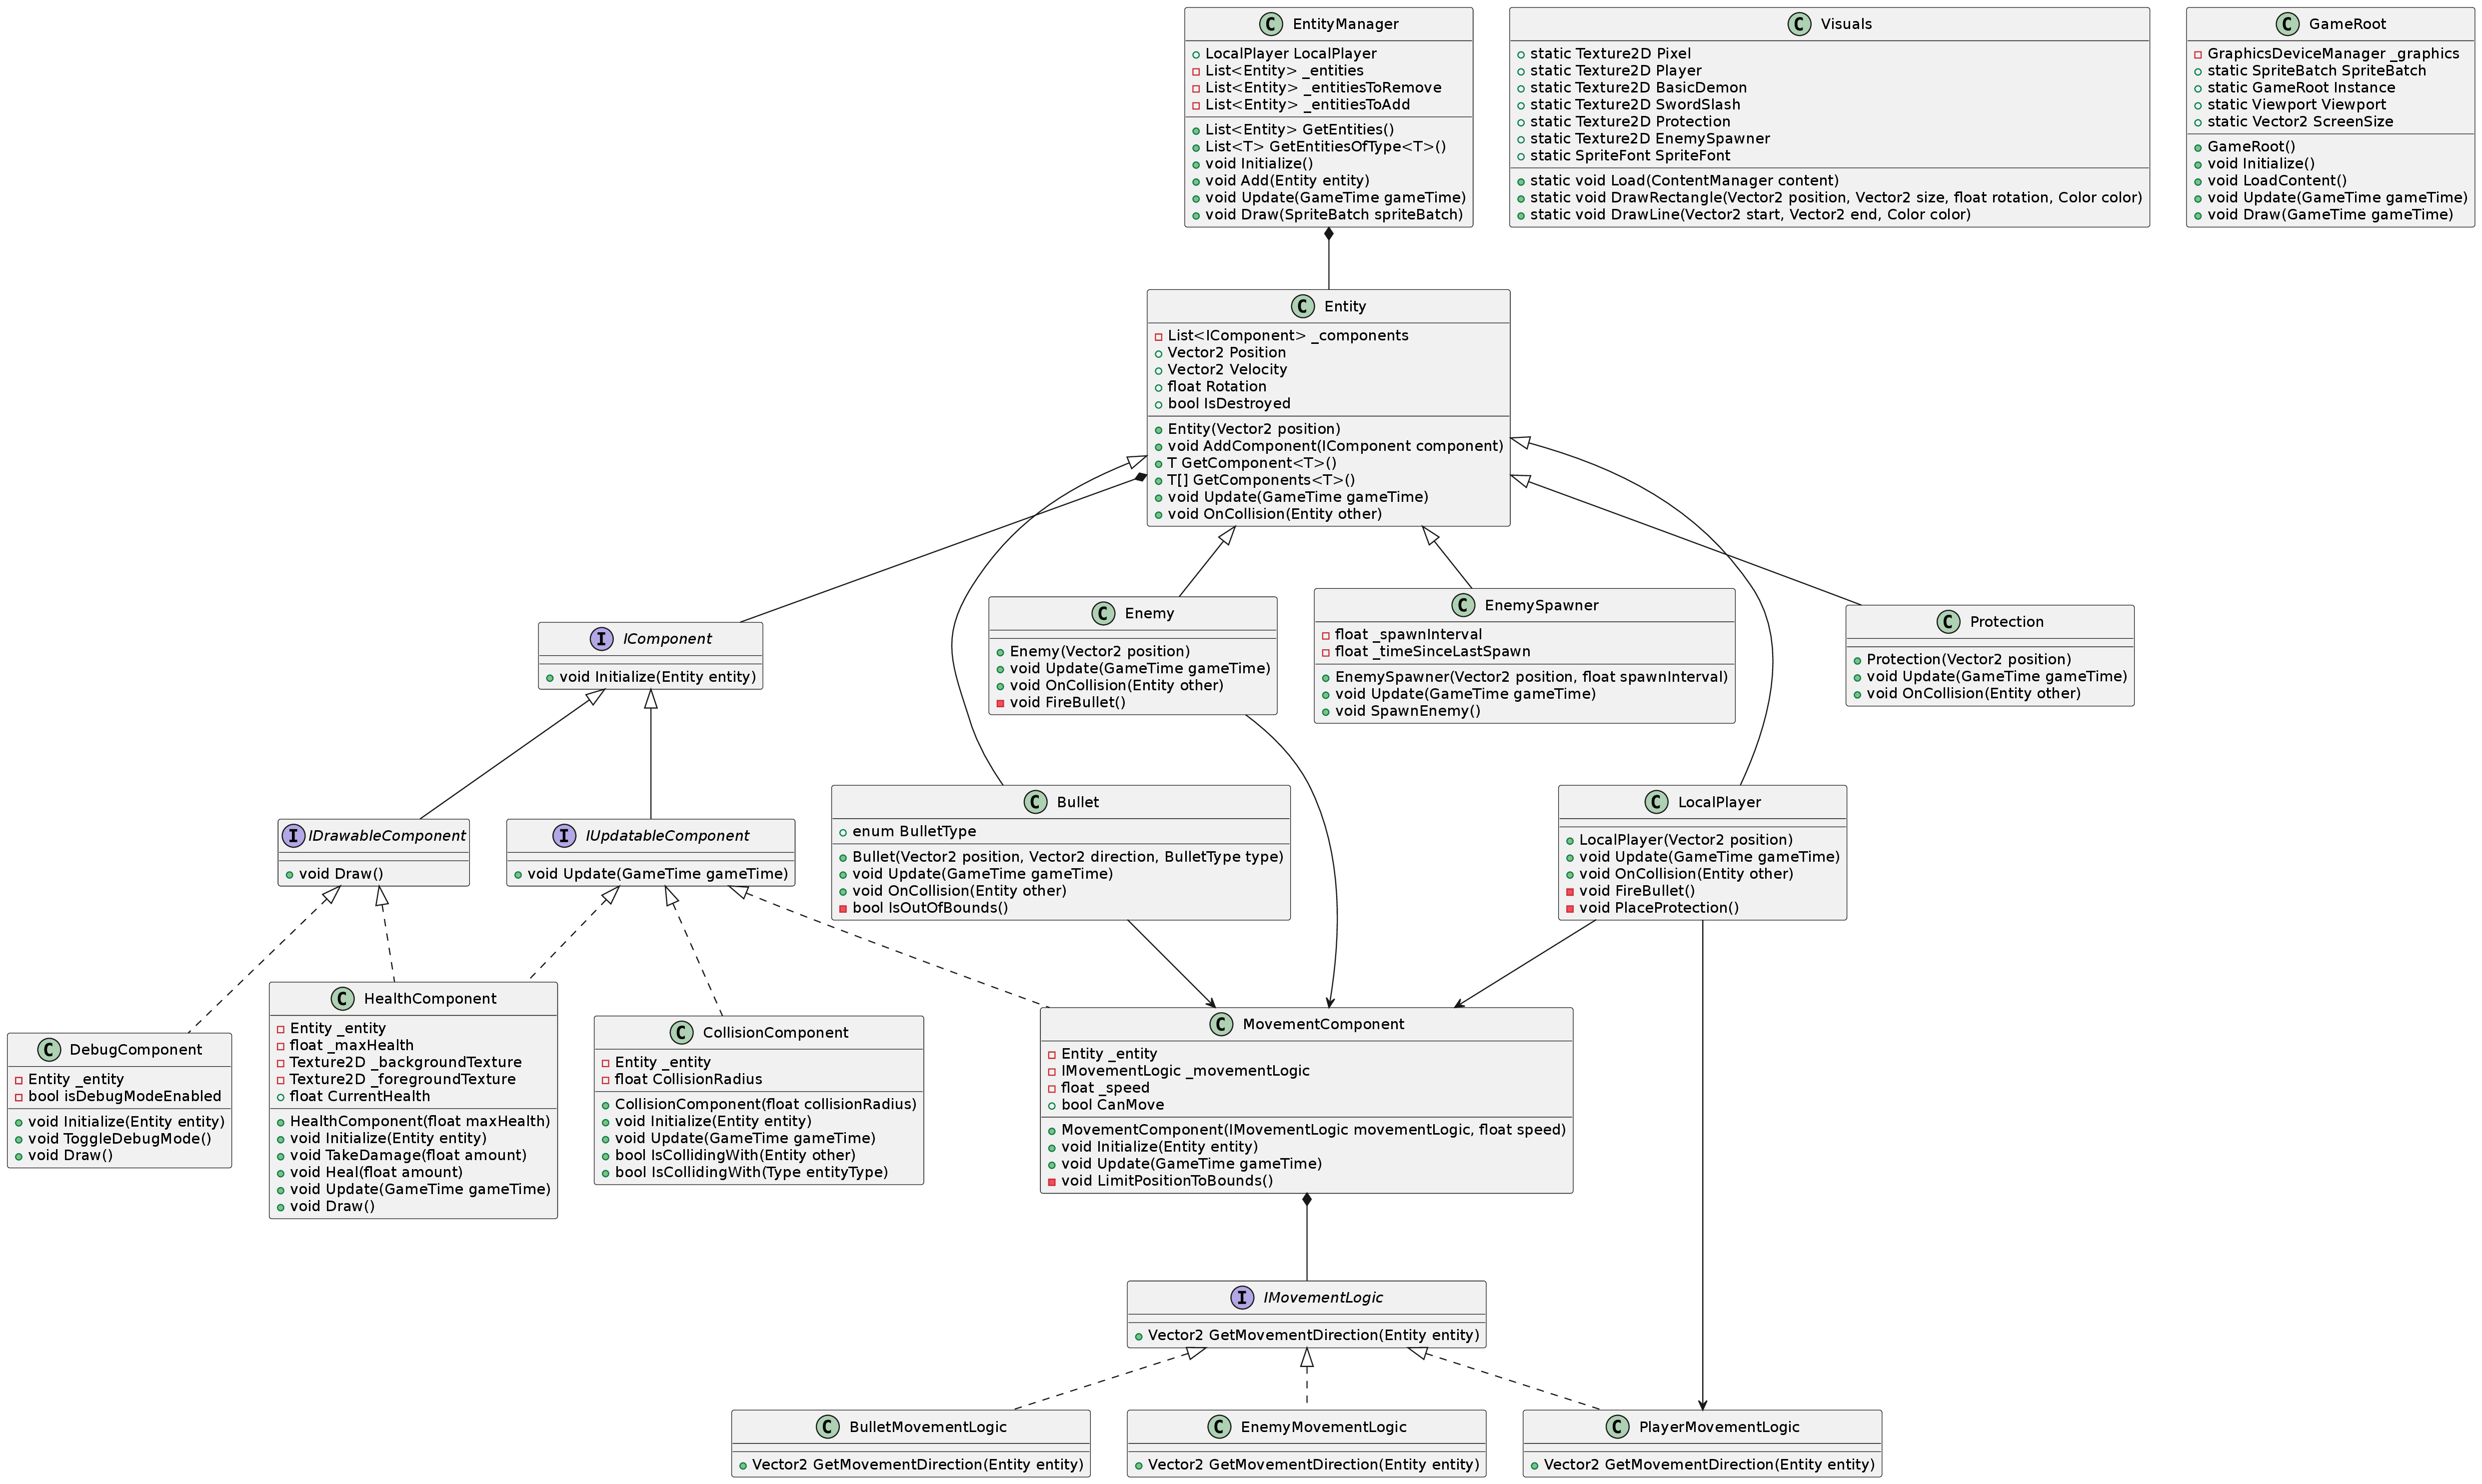 C EntityManager
LocalPlayer LocalPlayer
List<Entity> _entities
List<Entity> _entitiesToRemove
List<Entity> _entitiesToAdd
List<Entity> GetEntities()
List<T> GetEntitiesOfType<T>()
void Initialize()
void Add(Entity entity)
void Update(GameTime gameTime)
void Draw(SpriteBatch spriteBatch)
C Visuals
static Texture2D Pixel
static Texture2D Player
static Texture2D BasicDemon
static Texture2D SwordSlash
static Texture2D Protection
static Texture2D EnemySpawner
static SpriteFont SpriteFont
static void Load(ContentManager content)
static void DrawRectangle(Vector2 position, Vector2 size, float rotation, Color color)
static void DrawLine(Vector2 start, Vector2 end, Color color)
C GameRoot
GraphicsDeviceManager _graphics
static SpriteBatch SpriteBatch
static GameRoot Instance
static Viewport Viewport
static Vector2 ScreenSize
GameRoot()
void Initialize()
void LoadContent()
void Update(GameTime gameTime)
void Draw(GameTime gameTime)
C Entity
List<IComponent> _components
Vector2 Position
Vector2 Velocity
float Rotation
bool IsDestroyed
Entity(Vector2 position)
void AddComponent(IComponent component)
T GetComponent<T>()
T[] GetComponents<T>()
void Update(GameTime gameTime)
void OnCollision(Entity other)
I IComponent
void Initialize(Entity entity)
C Enemy
Enemy(Vector2 position)
void Update(GameTime gameTime)
void OnCollision(Entity other)
void FireBullet()
C EnemySpawner
float _spawnInterval
float _timeSinceLastSpawn
EnemySpawner(Vector2 position, float spawnInterval)
void Update(GameTime gameTime)
void SpawnEnemy()
C Protection
Protection(Vector2 position)
void Update(GameTime gameTime)
void OnCollision(Entity other)
I IDrawableComponent
void Draw()
I IUpdatableComponent
void Update(GameTime gameTime)
C Bullet
enum BulletType
Bullet(Vector2 position, Vector2 direction, BulletType type)
void Update(GameTime gameTime)
void OnCollision(Entity other)
bool IsOutOfBounds()
C LocalPlayer
LocalPlayer(Vector2 position)
void Update(GameTime gameTime)
void OnCollision(Entity other)
void FireBullet()
void PlaceProtection()
C DebugComponent
Entity _entity
bool isDebugModeEnabled
void Initialize(Entity entity)
void ToggleDebugMode()
void Draw()
C HealthComponent
Entity _entity
float _maxHealth
Texture2D _backgroundTexture
Texture2D _foregroundTexture
float CurrentHealth
HealthComponent(float maxHealth)
void Initialize(Entity entity)
void TakeDamage(float amount)
void Heal(float amount)
void Update(GameTime gameTime)
void Draw()
C CollisionComponent
Entity _entity
float CollisionRadius
CollisionComponent(float collisionRadius)
void Initialize(Entity entity)
void Update(GameTime gameTime)
bool IsCollidingWith(Entity other)
bool IsCollidingWith(Type entityType)
C MovementComponent
Entity _entity
IMovementLogic _movementLogic
float _speed
bool CanMove
MovementComponent(IMovementLogic movementLogic, float speed)
void Initialize(Entity entity)
void Update(GameTime gameTime)
void LimitPositionToBounds()
I IMovementLogic
Vector2 GetMovementDirection(Entity entity)
C BulletMovementLogic
Vector2 GetMovementDirection(Entity entity)
C EnemyMovementLogic
Vector2 GetMovementDirection(Entity entity)
C PlayerMovementLogic
Vector2 GetMovementDirection(Entity entity)